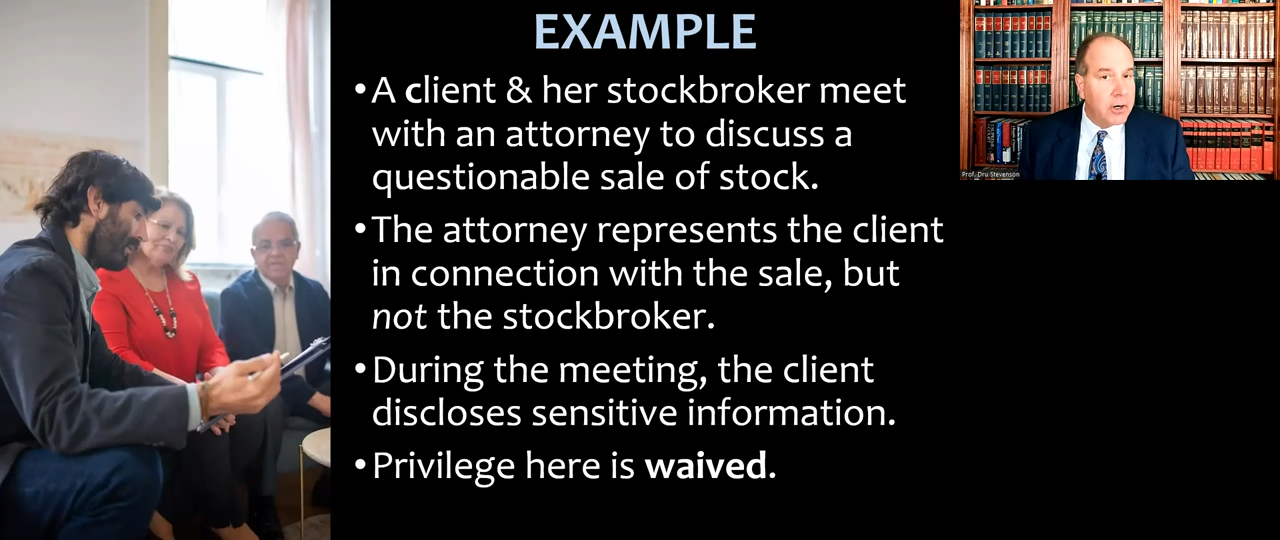 EXAMPLE
•A client & her stockbroker meet
with an attorney to discuss a
questionable sale of stock.
•The attorney represents the client
in connection with the sale, but
not the stockbroker.
•During the meeting, the client
discloses sensitive information.
•Privilege here is waived.
Prof. Dru Stevenson